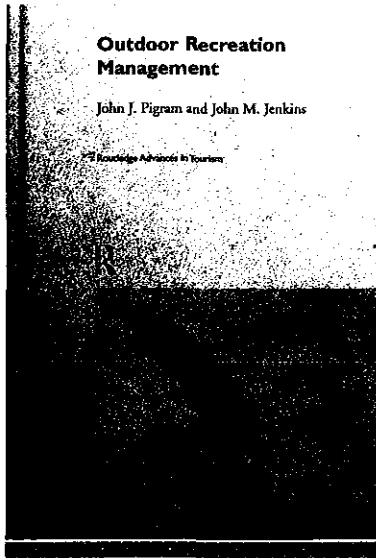 Outdoor Recreation
Management
John J. Pigram and John M. Jenkins
Routledge Advances in Tourism